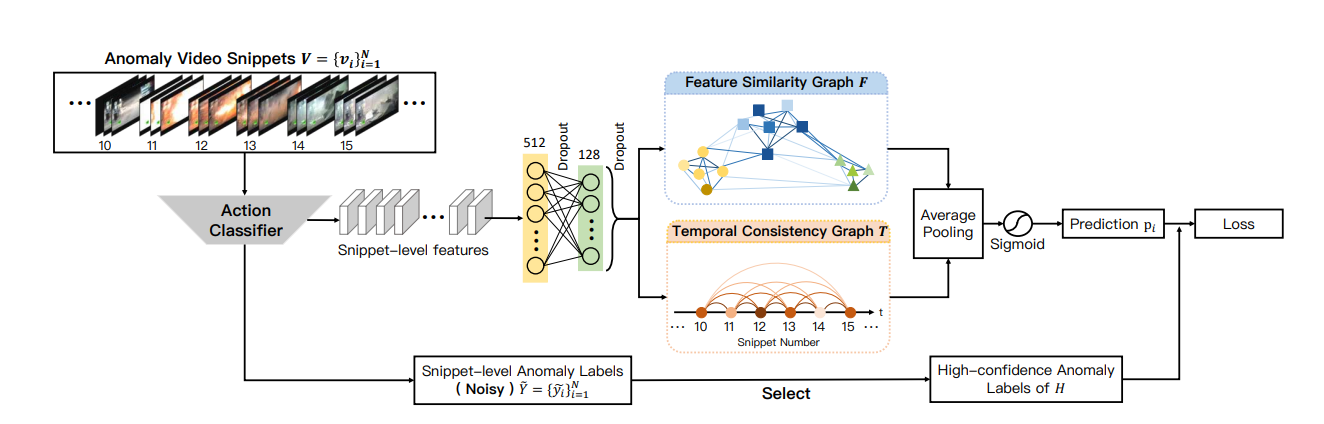 Anomaly Video Snippets V = {v_i}_{i=1}^N
...
...
10 11 12 13 14 15
Action
Classifier
...
Snippet-level features
512
Dropout
128
Dropout
Feature Similarity Graph F
Temporal Consistency Graph T
t
... 10 11 12 13 14 15 ...
Snippet Number
Average
Pooling
Sigmoid
Prediction p_i
Loss
Snippet-level Anomaly Labels
( Noisy ) Ỹ = {ỹ_i}_{i=1}^N
Select
High-confidence Anomaly
Labels of H